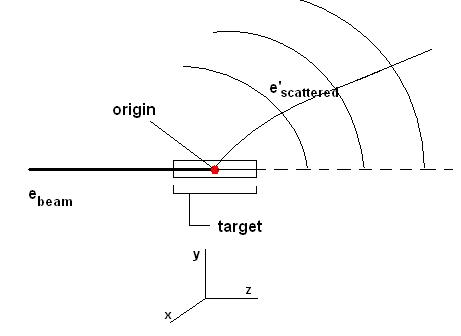 e'scattered
origin
ebeam
target
y
z
x